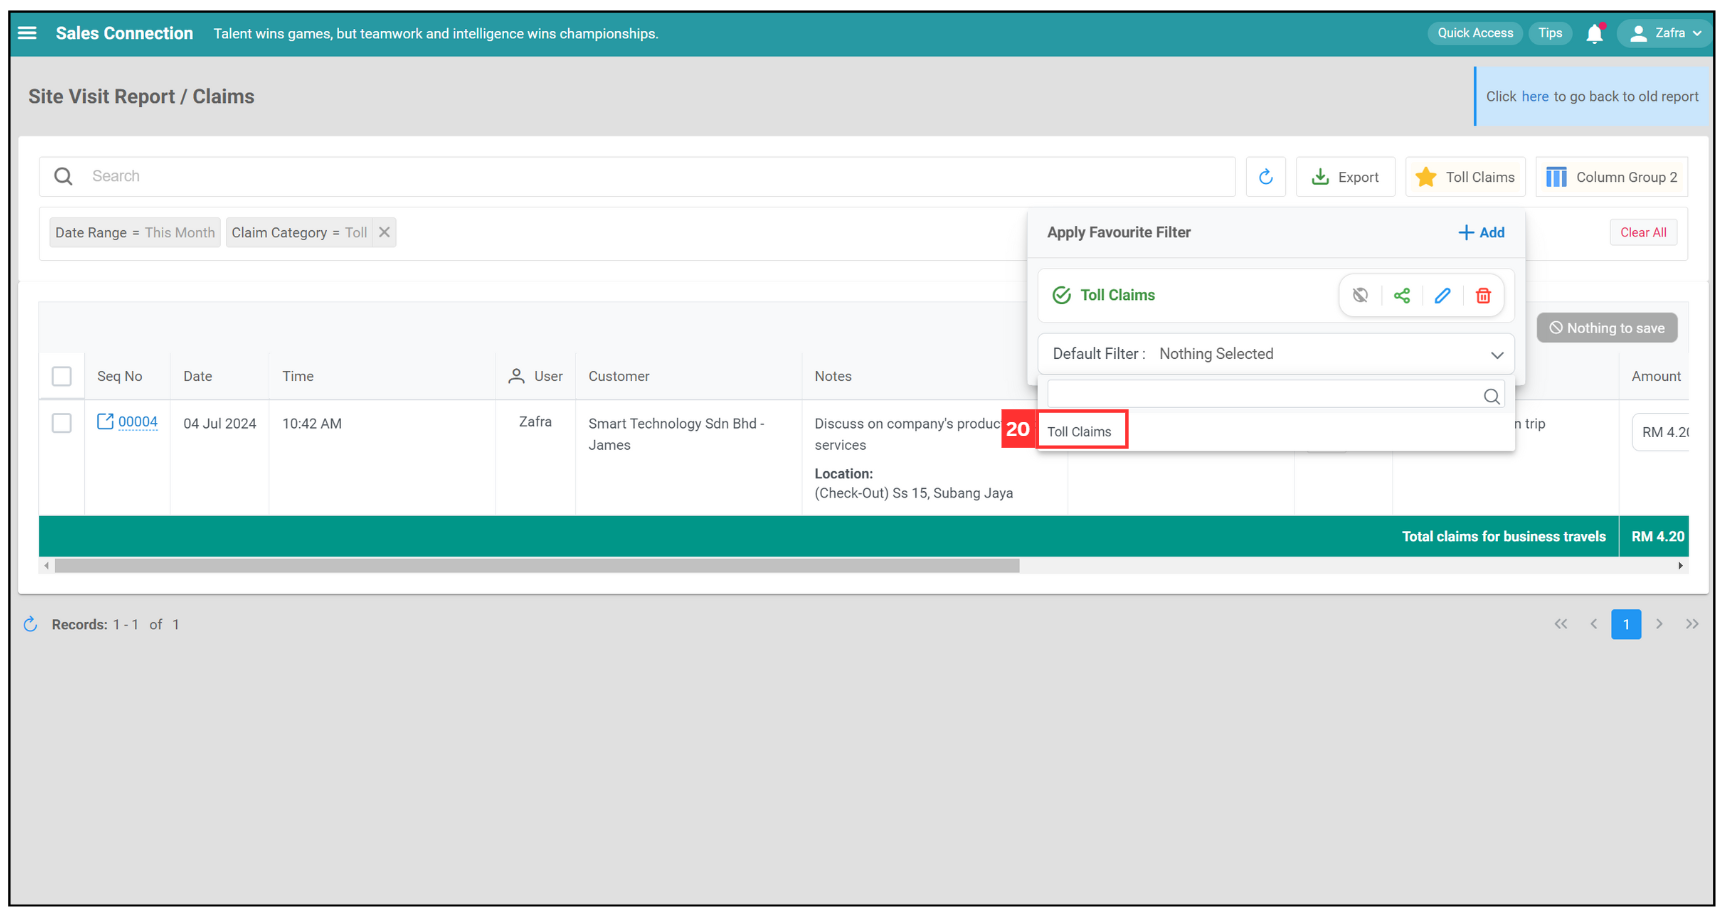 Sales Connection Talent wins games, but teamwork and intelligence wins championships. Quick Access Tips Zafra
Site Visit Report / Claims
Click here to go back to old report
Search
Export
Toll Claims
Column Group 2
Date Range = This Month Claim Category = Toll
Clear All
Apply Favourite Filter
Add
Toll Claims
Nothing to save
Default Filter : Nothing Selected
Seq No Date Time User Customer Notes Amount
20 Toll Claims
00004 04 Jul 2024 10:42 AM Zafra Smart Technology Sdn Bhd - Discuss on company's produc n trip RM 4.20
James services
Location:
(Check-Out) Ss 15, Subang Jaya
Total claims for business travels RM 4.20
Records: 1 - 1 of 1
1